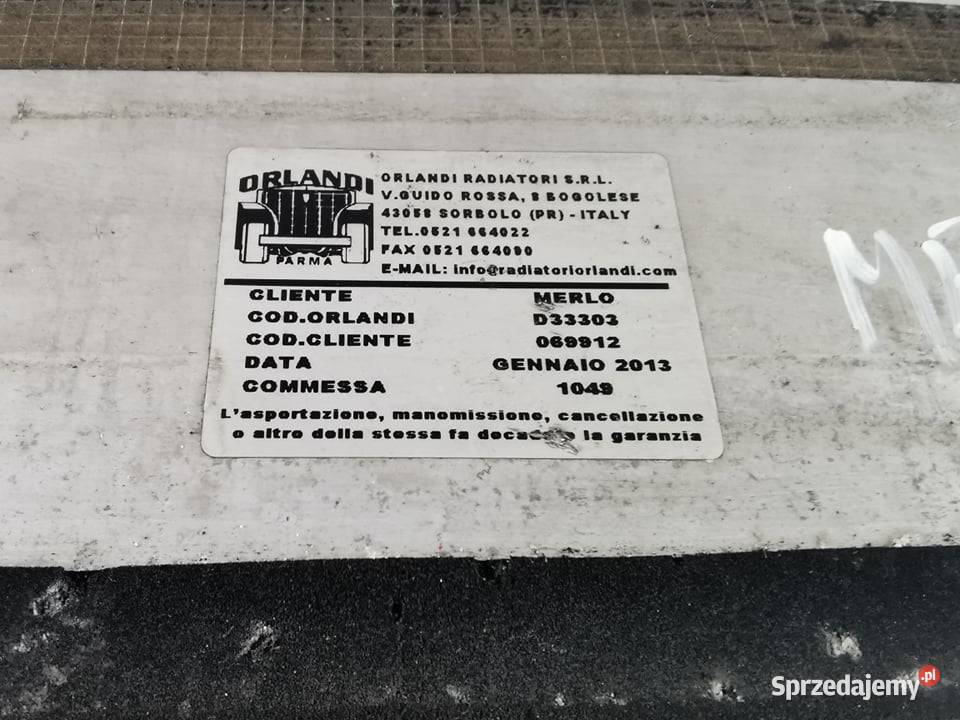 ORLANDI
PARMA
ORLANDI RADIATORI S.R.L.
V.GUIDO ROSSA, 8 BOGOLESE
43058 SORBOLO (PR) - ITALY
TEL.0521 664022
FAX 0521 664090
E-MAIL: info@radiatoriorlandi.com
CLIENTE MERLO
COD.ORLANDI D33303
COD.CLIENTE 069912
DATA GENNAIO 2013
COMMESSA 1049
L'asportazione, manomissione, cancellazione
o altro della stessa fa decadere la garanzia
Sprzedajemy.pl